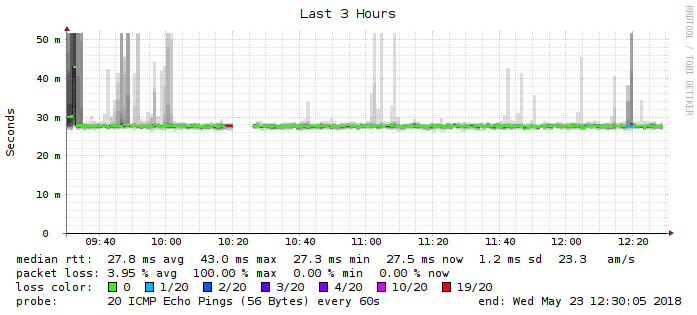 Last 3 Hours
RRDTOOL / TOBI OETIKER
Seconds
50 m
40 m
30 m
20 m
10 m
0
09:40 10:00 10:20 10:40 11:00 11:20 11:40 12:00 12:20
median rtt: 27.8 ms avg 43.0 ms max 27.3 ms min 27.5 ms now 1.2 ms sd 23.3 am/s
packet loss: 3.95 % avg 100.00 % max 0.00 % min 0.00 % now
loss color: 0 1/20 2/20 3/20 4/20 10/20 19/20
probe: 20 ICMP Echo Pings (56 Bytes) every 60s end: Wed May 23 12:30:05 2018